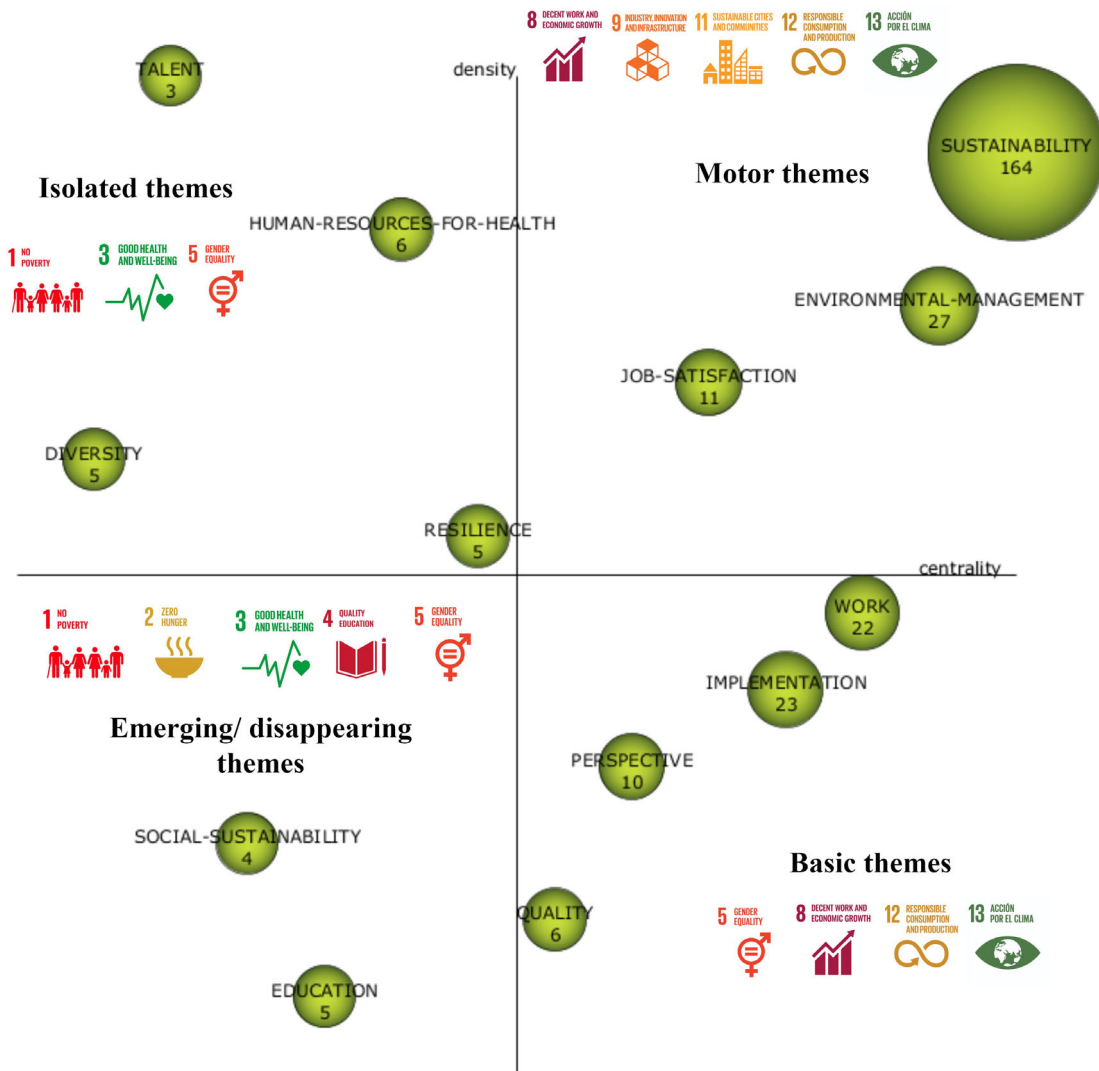 8 DECENT WORK AND
ECONOMIC GROWTH
9 INDUSTRY, INNOVATION
AND INFRASTRUCTURE
11 SUSTAINABLE CITIES
AND COMMUNITIES
12 RESPONSIBLE
CONSUMPTION
AND PRODUCTION
13 ACCIÓN
POR EL CLIMA
TALENT
3
density
SUSTAINABILITY
164
Isolated themes
Motor themes
HUMAN-RESOURCES-FOR-HEALTH
6
1 NO
POVERTY
3 GOOD HEALTH
AND WELL-BEING
5 GENDER
EQUALITY
ENVIRONMENTAL-MANAGEMENT
27
JOB-SATISFACTION
11
DIVERSITY
5
RESILIENCE
5
centrality
WORK
22
1 NO
POVERTY
2 ZERO
HUNGER
3 GOOD HEALTH
AND WELL-BEING
4 QUALITY
EDUCATION
5 GENDER
EQUALITY
IMPLEMENTATION
23
Emerging/ disappearing
themes
PERSPECTIVE
10
SOCIAL-SUSTAINABILITY
4
Basic themes
QUALITY
6
5 GENDER
EQUALITY
8 DECENT WORK AND
ECONOMIC GROWTH
12 RESPONSIBLE
CONSUMPTION
AND PRODUCTION
13 ACCIÓN
POR EL CLIMA
EDUCATION
5